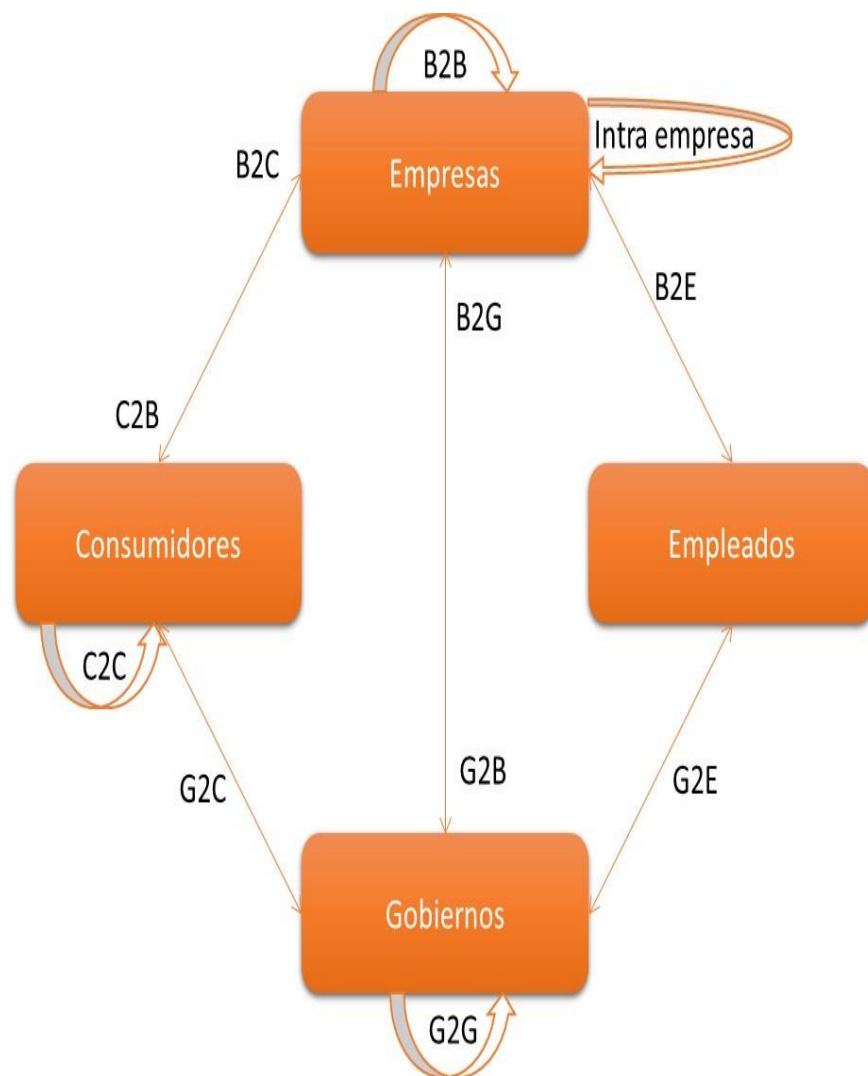 B2B
Intra empresa
B2C
Empresas
B2E
B2G
C2B
Consumidores
Empleados
C2C
G2B
G2C
G2E
Gobiernos
G2G